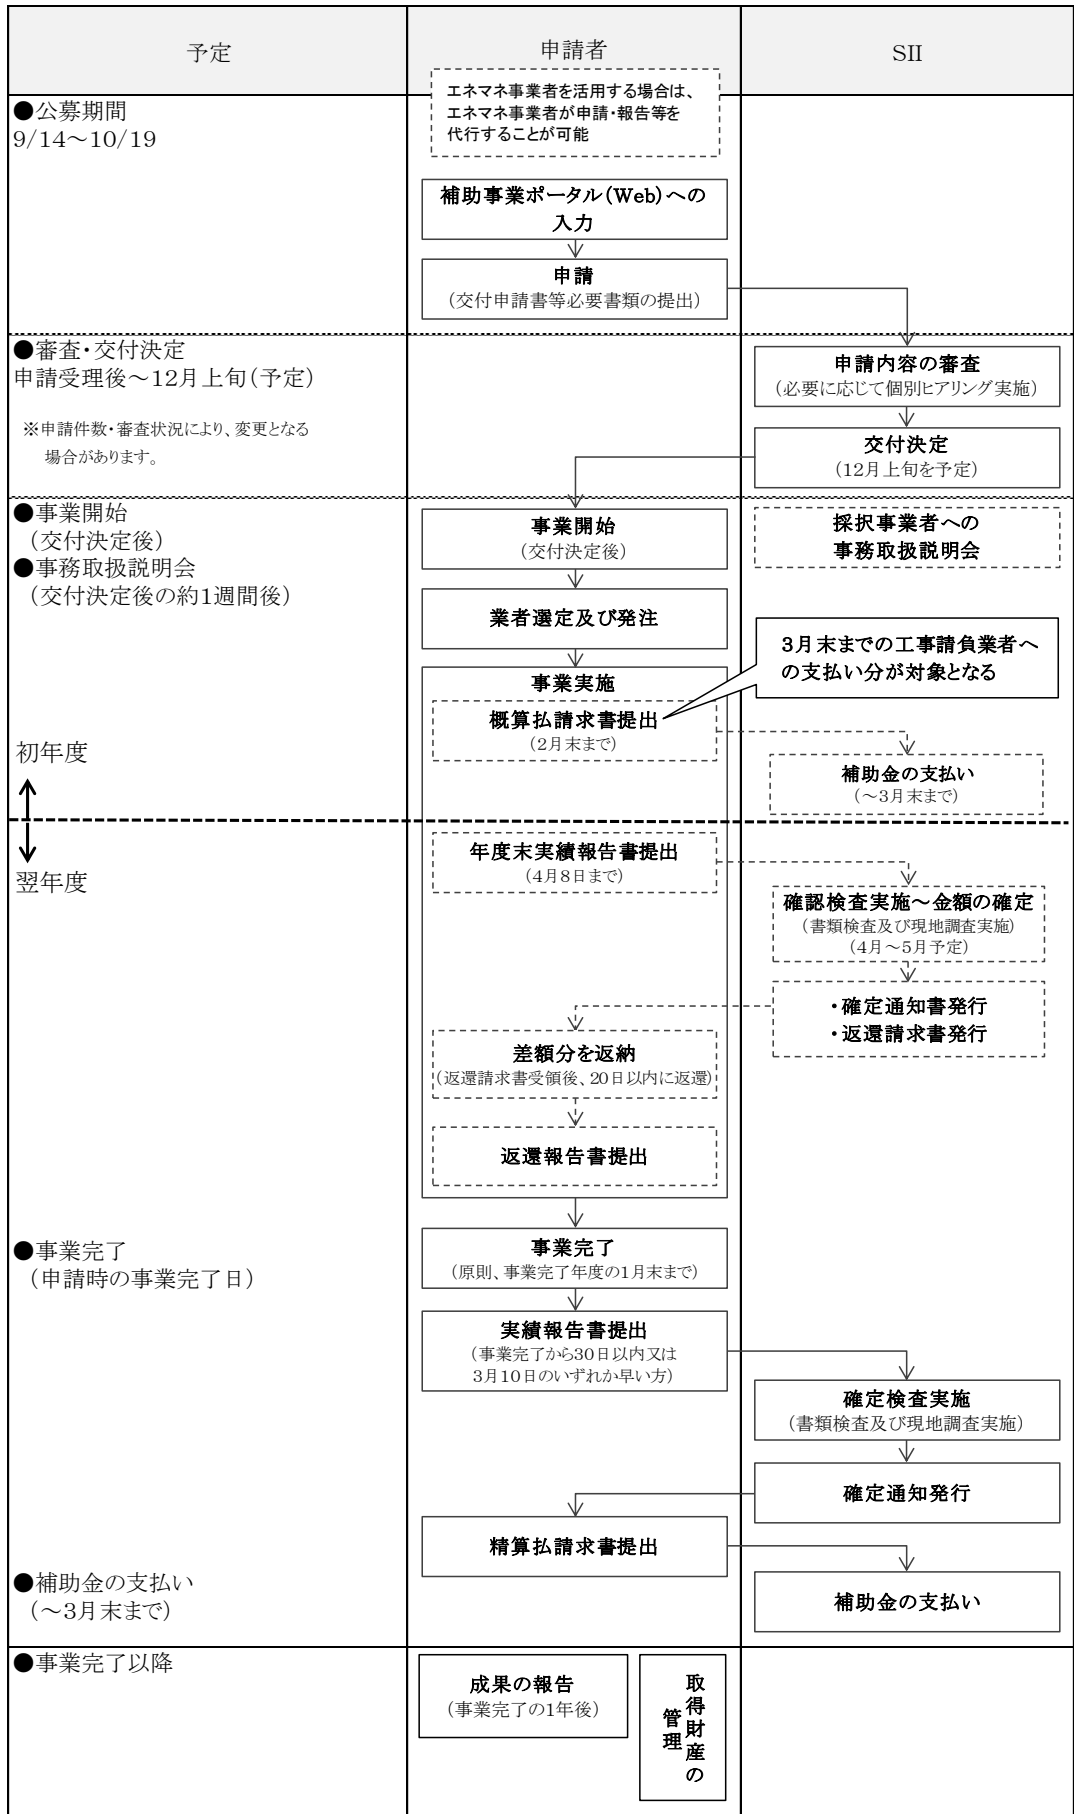 予定
申請者
SII
エネマネ事業者を活用する場合は、
エネマネ事業者が申請・報告等を
代行することが可能
●公募期間
9/14～10/19
補助事業ポータル(Web)への
入力
申請
(交付申請書等必要書類の提出)
●審査・交付決定
申請受理後～12月上旬(予定)
※申請件数・審査状況により、変更となる
場合があります。
申請内容の審査
(必要に応じて個別ヒアリング実施)
交付決定
(12月上旬を予定)
●事業開始
(交付決定後)
●事務取扱説明会
(交付決定後の約1週間後)
事業開始
(交付決定後)
採択事業者への
事務取扱説明会
業者選定及び発注
3月末までの工事請負業者へ
の支払い分が対象となる
事業実施
概算払請求書提出
(2月末まで)
初年度
補助金の支払い
(～3月末まで)
翌年度
年度末実績報告書提出
(4月8日まで)
確認検査実施～金額の確定
(書類検査及び現地調査実施)
(4月～5月予定)
・確定通知書発行
・返還請求書発行
差額分を返納
(返還請求書受領後、20日以内に返還)
返還報告書提出
●事業完了
(申請時の事業完了日)
事業完了
(原則、事業完了年度の1月末まで)
実績報告書提出
(事業完了から30日以内又は
3月10日のいずれか早い方)
確定検査実施
(書類検査及び現地調査実施)
確定通知発行
精算払請求書提出
●補助金の支払い
(～3月末まで)
補助金の支払い
●事業完了以降
成果の報告
(事業完了の1年後)
取得財産の
管理